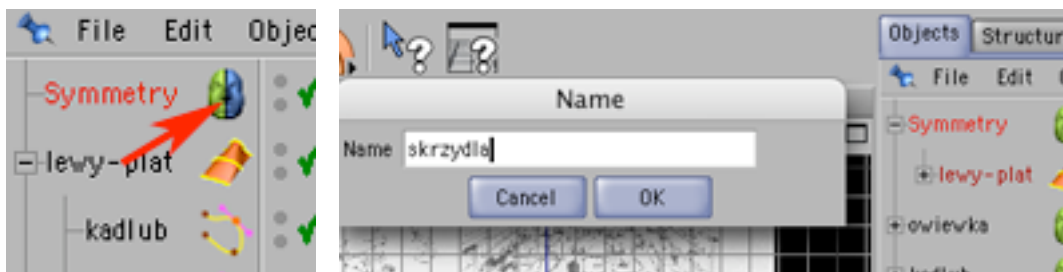 File Edit Objec
Symmetry
lewy-plat
kadlub
Name
Name skrzydla
Cancel OK
Objects Structur
File Edit
Symmetry
lewy-plat
owiewka
kadlub